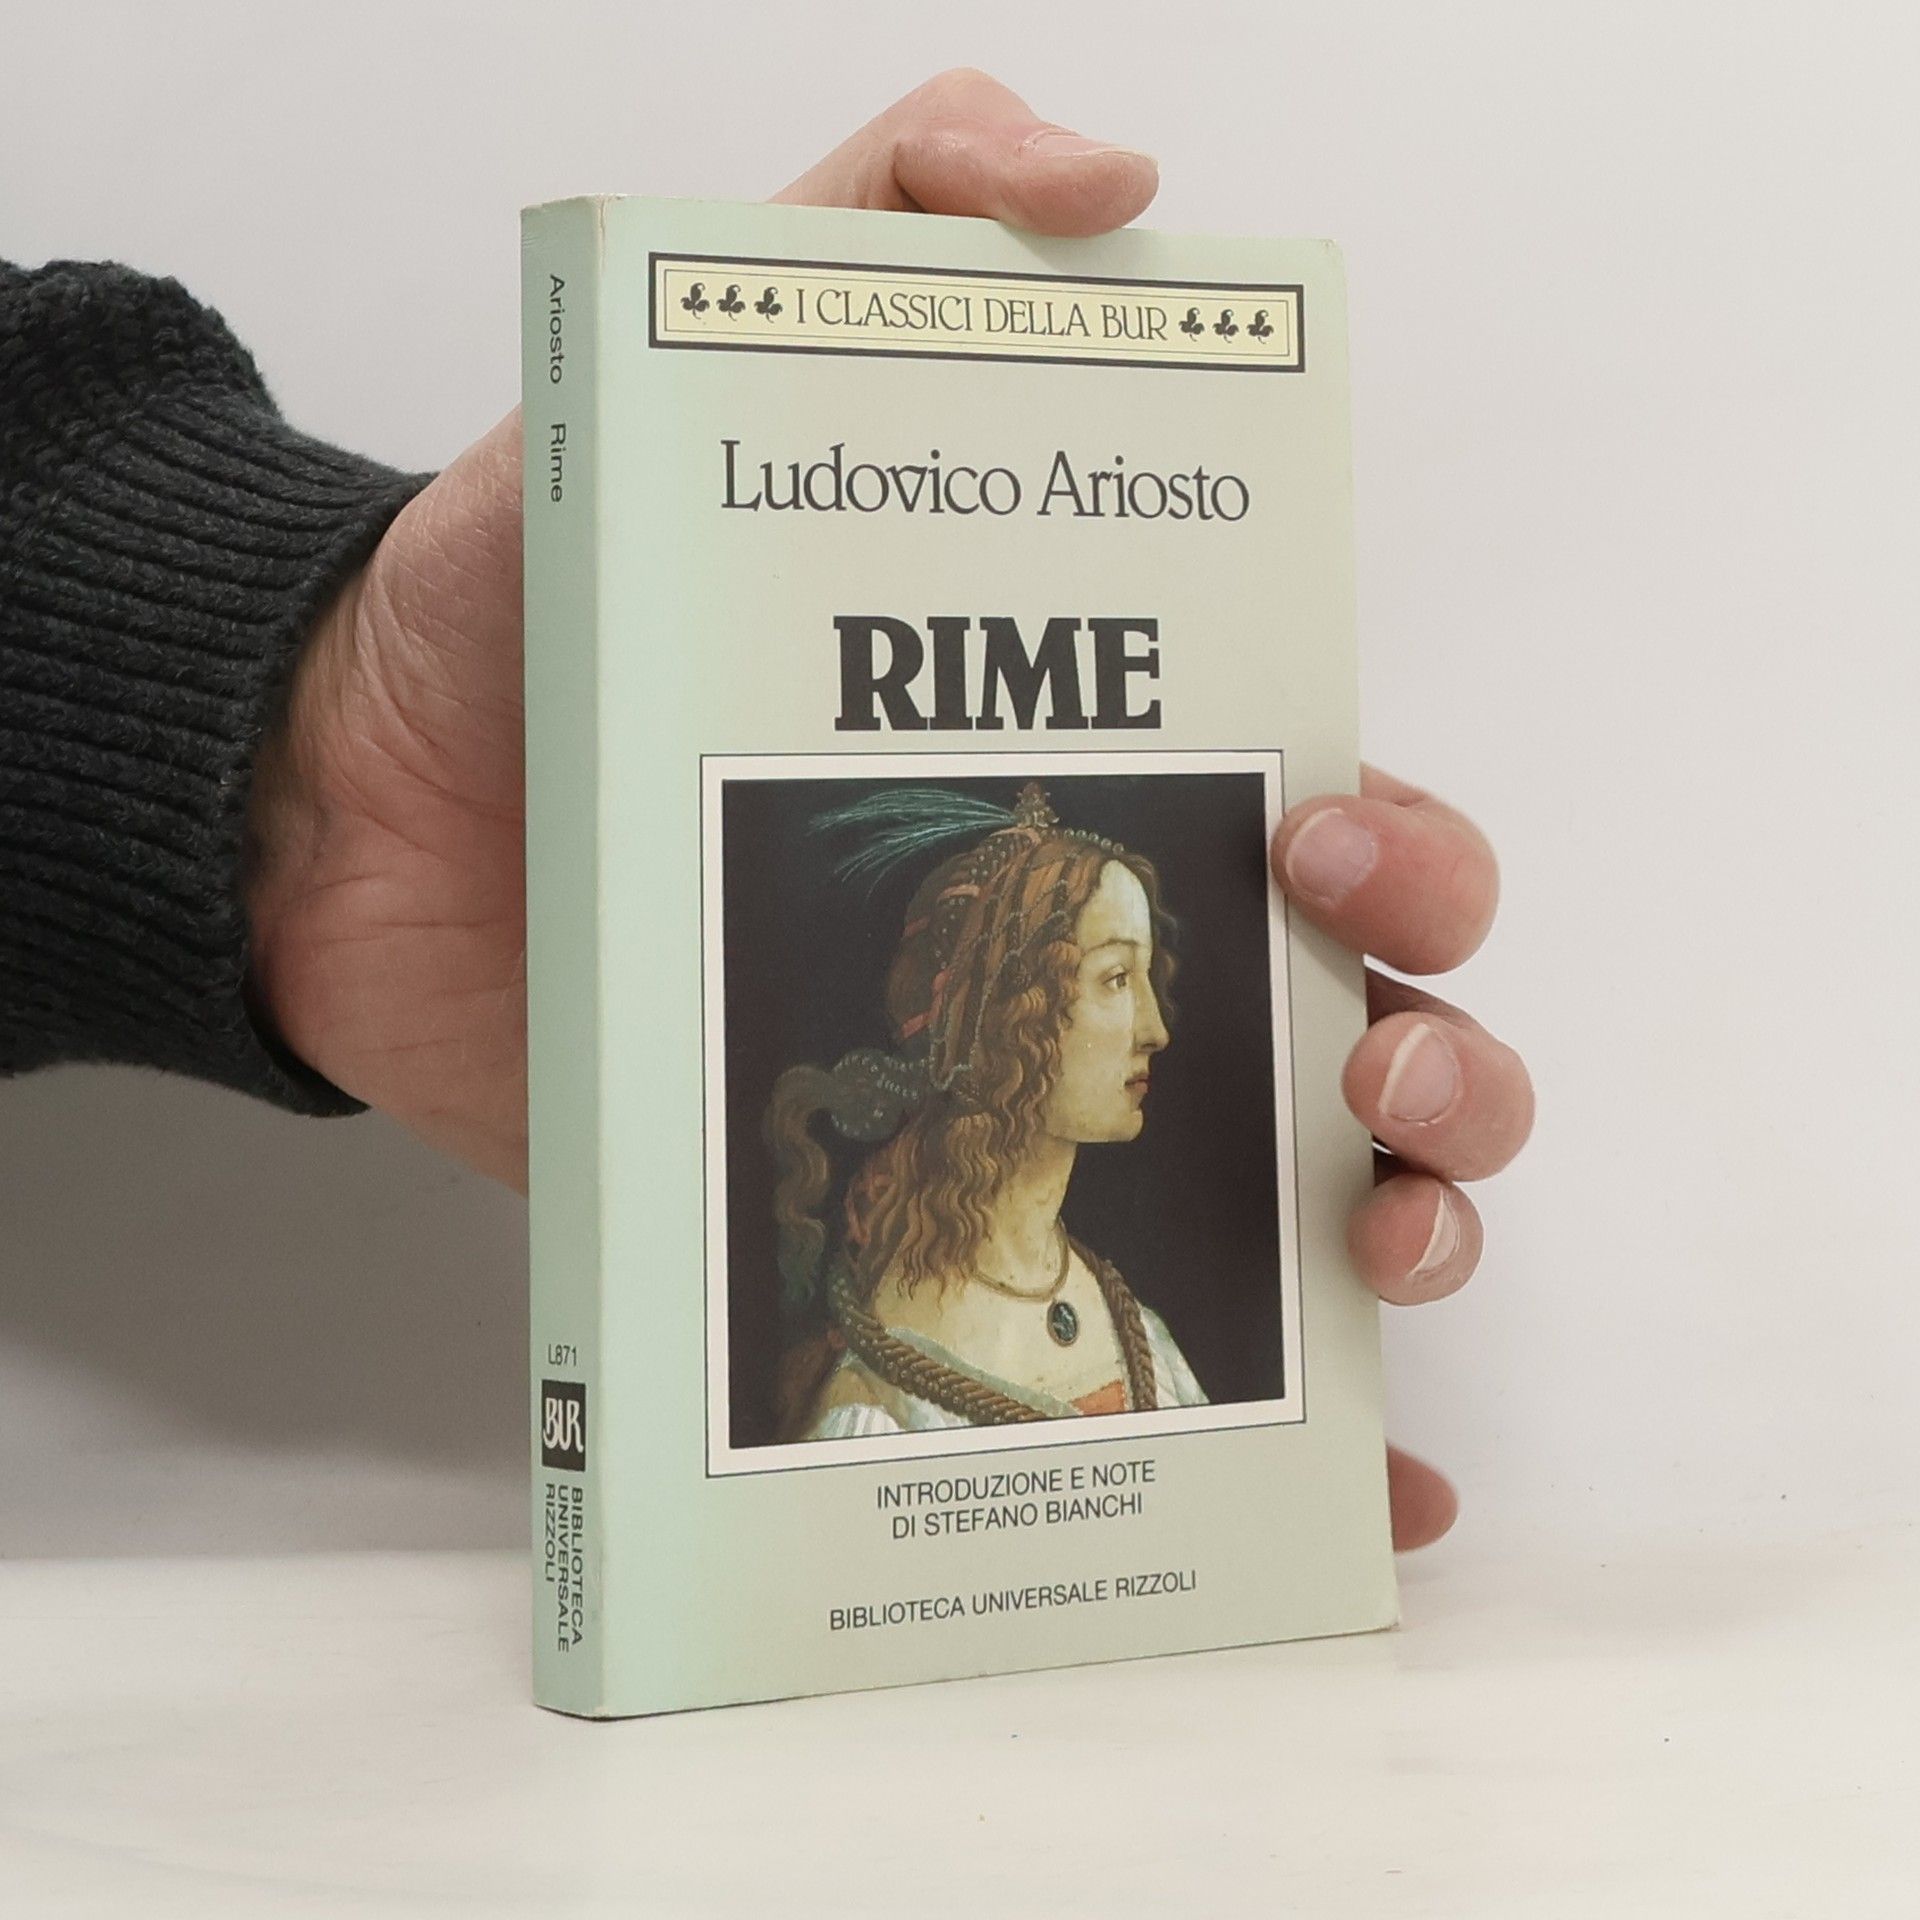 I CLASSICI DELLA BUR
Ludovico Ariosto
RIME
INTRODUZIONE E NOTE
DI STEFANO BIANCHI
BIBLIOTECA UNIVERSALE RIZZOLI
Ariosto Rime
L871
BUR
BIBLIOTECA
UNIVERSALE
RIZZOLI